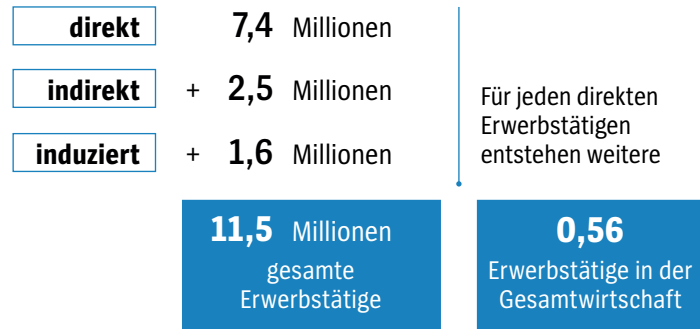 direkt 7,4 Millionen
indirekt + 2,5 Millionen
induziert + 1,6 Millionen
Für jeden direkten
Erwerbstätigen
entstehen weitere
11,5 Millionen
gesamte
Erwerbstätige
0,56
Erwerbstätige in der
Gesamtwirtschaft